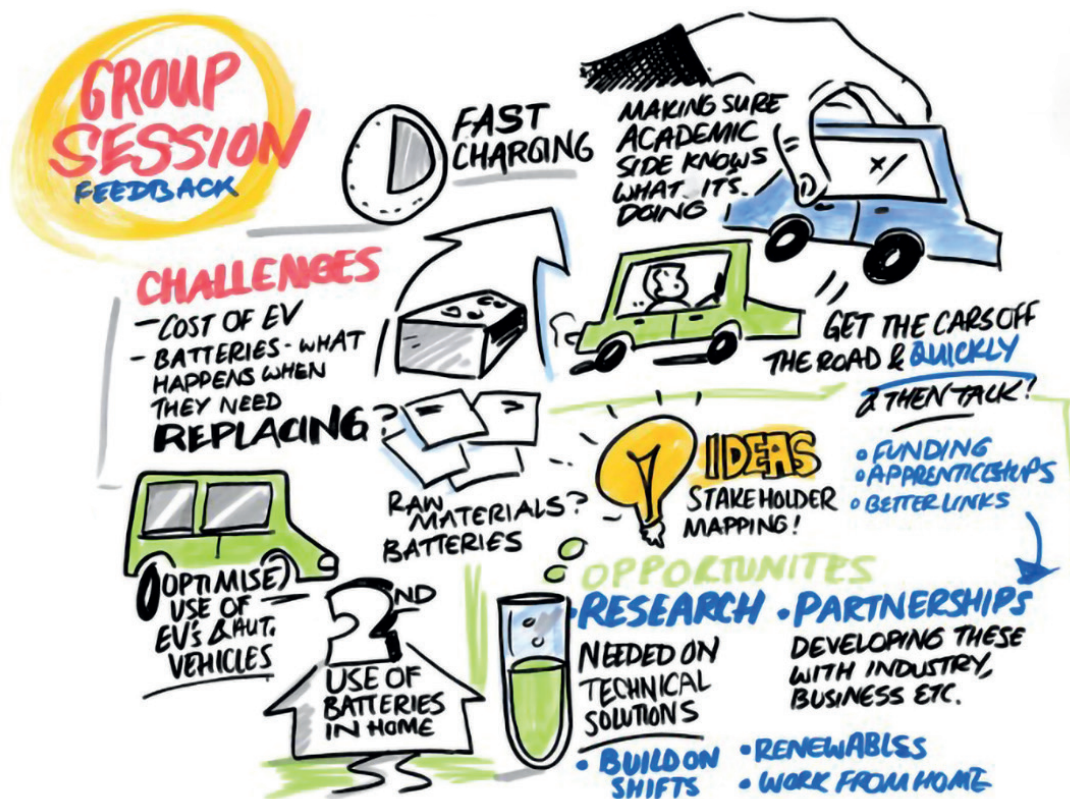 GROUP
SESSION
FEEDBACK
FAST
CHARGING
MAKING SURE
ACADEMIC
SIDE KNOWS
WHAT ITS
DOING
CHALLENGES
- COST OF EV
- BATTERIES - WHAT
HAPPENS WHEN
THEY NEED
REPLACING?
GET THE CARS OFF
THE ROAD & QUICKLY
& THEN TALK!
• FUNDING
• APPRENTICESHIPS
• BETTER LINKS
RAW
MATERIALS?
BATTERIES
IDEAS
STAKEHOLDER
MAPPING!
OPTIMISE
USE OF
EV'S & AUT.
VEHICLES
2ND
USE OF
BATTERIES
IN HOME
OPPORTUNITES
• RESEARCH
NEEDED ON
TECHNICAL
SOLUTIONS
• PARTNERSHIPS
DEVELOPING THESE
WITH INDUSTRY,
BUSINESS ETC.
• BUILD ON
SHIFTS
• RENEWABLES
• WORK FROM HOME